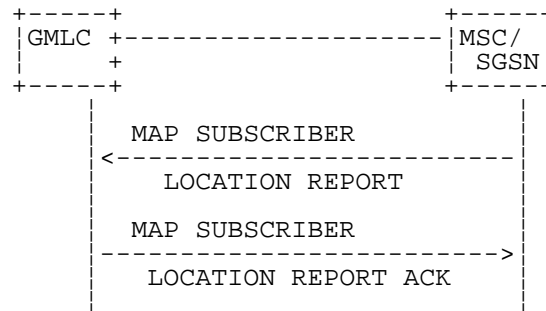 GMLC MSC/
SGSN
MAP SUBSCRIBER
LOCATION REPORT
MAP SUBSCRIBER
LOCATION REPORT ACK